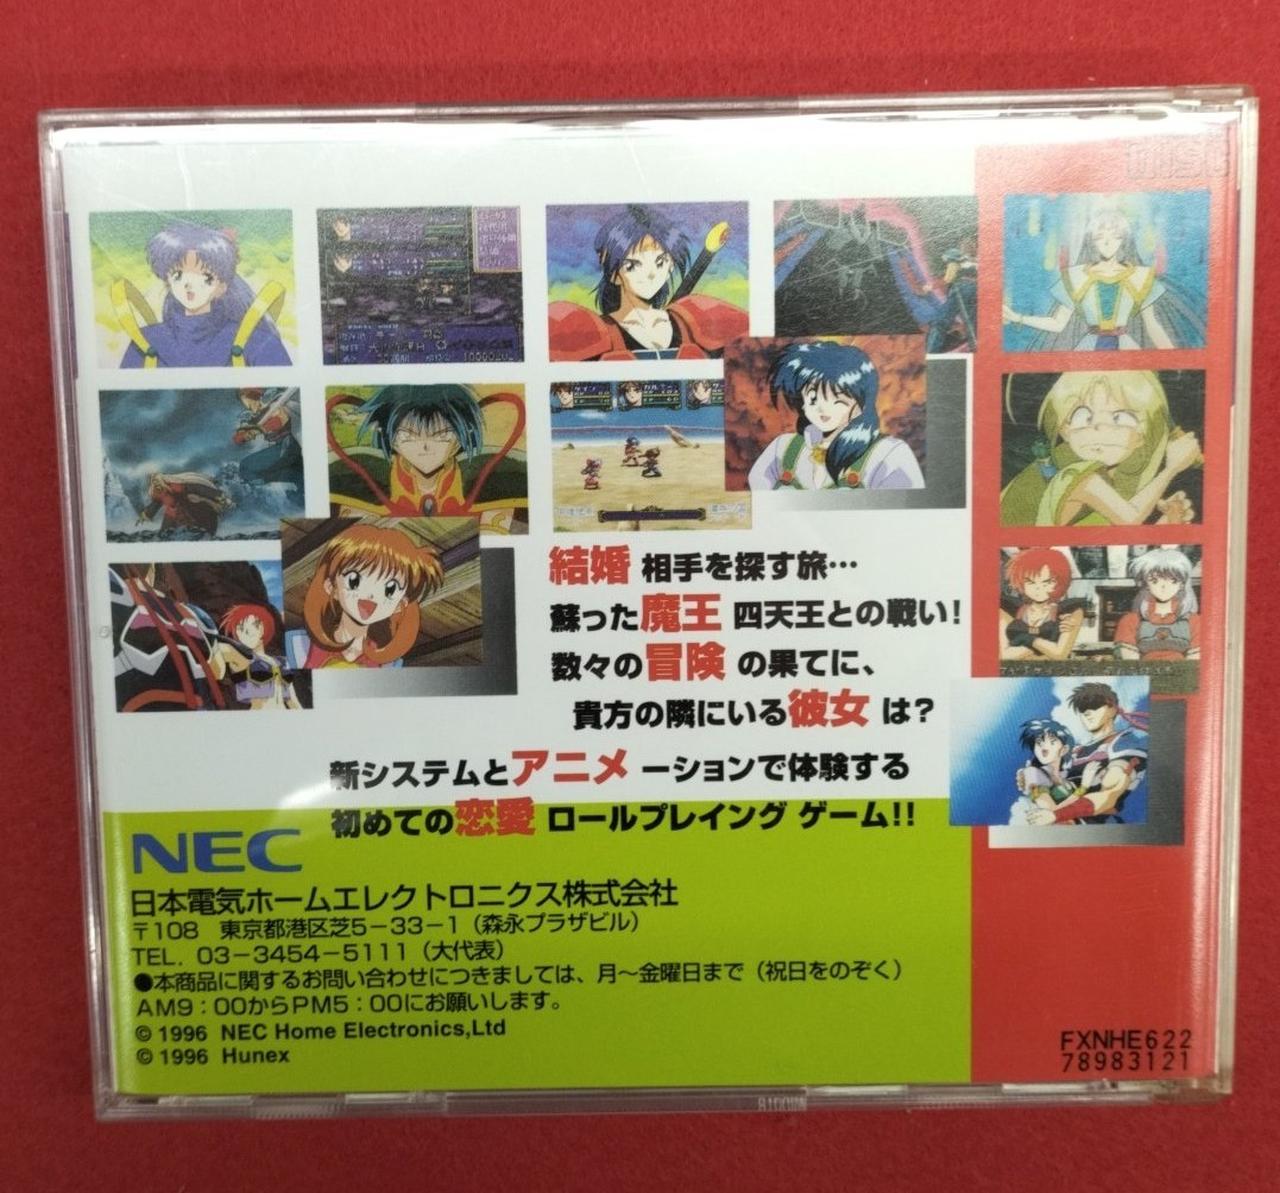 結婚 相手を探す旅…
蘇った魔王 四天王との戦い!
数々の冒険 の果てに、
貴方の隣にいる彼女 は?
新システムとアニメ ーションで体験する
初めての恋愛 ロールプレイング ゲーム!!
NEC
日本電気ホームエレクトロニクス株式会社
〒108 東京都港区芝5-33-1(森永プラザビル)
TEL. 03-3454-5111(大代表)
●本商品に関するお問い合わせにつきましては、月~金曜日まで(祝日をのぞく)
AM9:00からPM5:00にお願いします。
© 1996 NEC Home Electronics,Ltd
© 1996 Hunex
FXNHE622
78983121